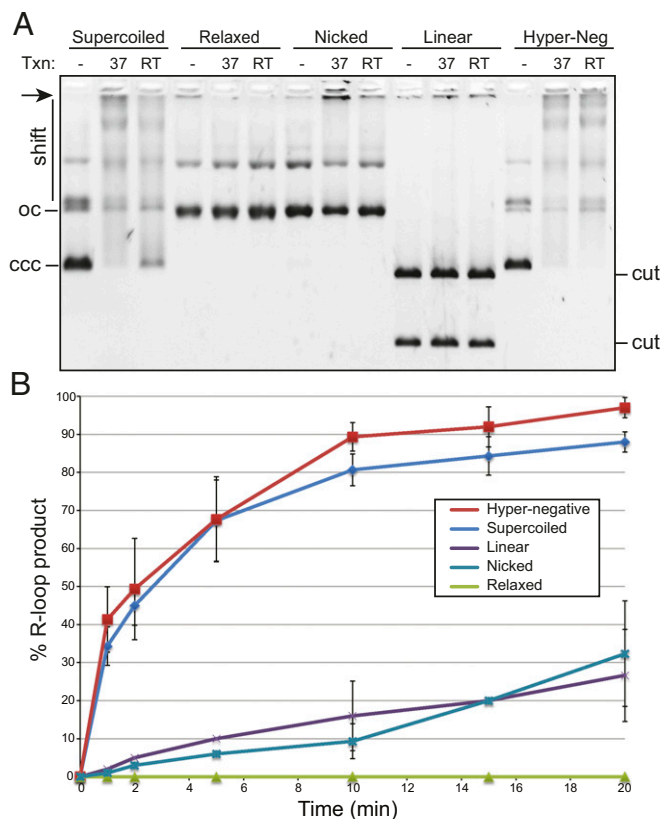 A
Supercoiled Relaxed Nicked Linear Hyper-Neg
Txn: - 37 RT - 37 RT - 37 RT - 37 RT - 37 RT
shift
oc
ccc
cut
cut
B
% R-loop product
100
90
80
70
60
50
40
30
20
10
0
Hyper-negative
Supercoiled
Linear
Nicked
Relaxed
0 2 4 6 8 10 12 14 16 18 20
Time (min)